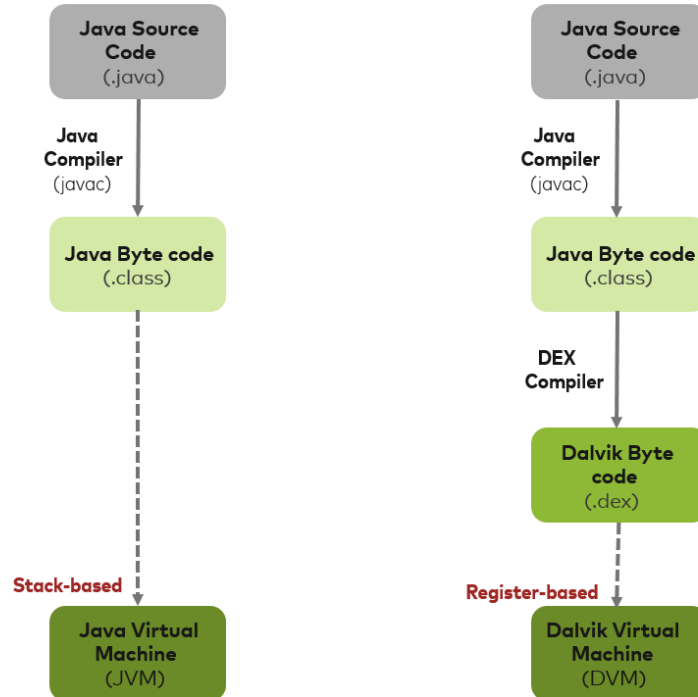 Java Source
Code
(.java)
Java
Compiler
(javac)
Java Byte code
(.class)
Stack-based
Java Virtual
Machine
(JVM)
Java Source
Code
(.java)
Java
Compiler
(javac)
Java Byte code
(.class)
DEX
Compiler
Dalvik Byte
code
(.dex)
Register-based
Dalvik Virtual
Machine
(DVM)